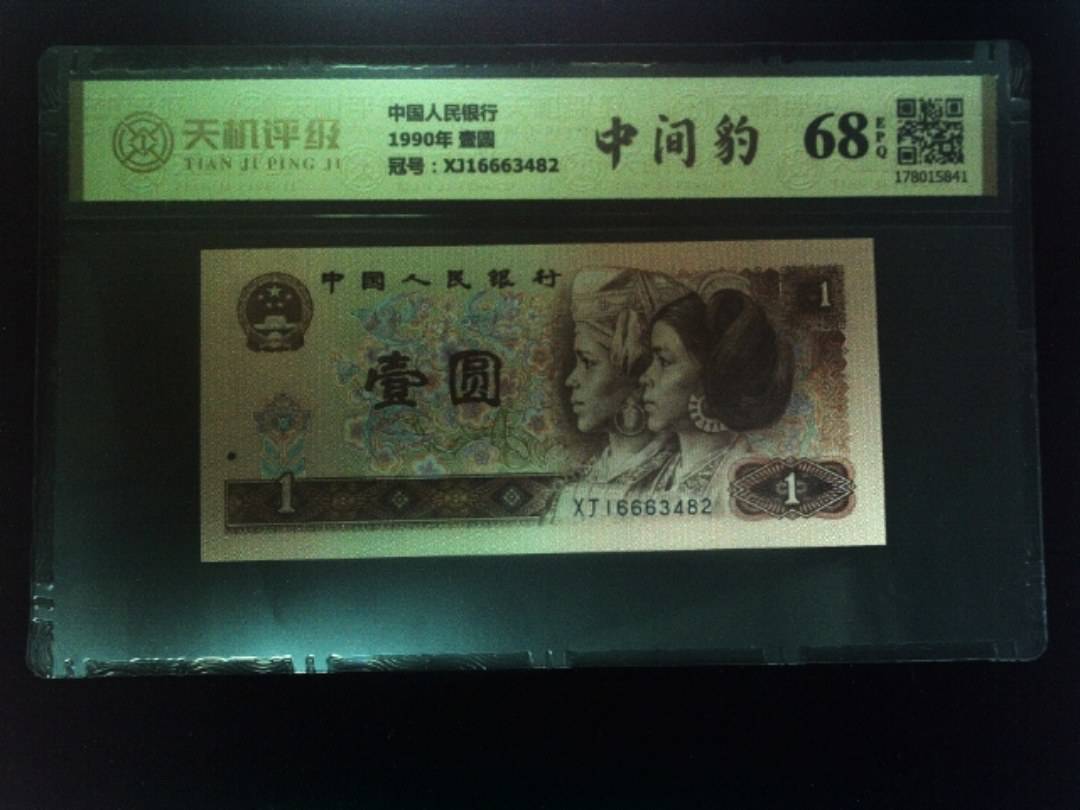 天机评级
TIAN JI PING JI
中国人民银行
1990年 壹圆
冠号：XJ16663482
中间豹
68
EPQ
178015841
中国人民银行
1
壹圆
1
XJ16663482
1